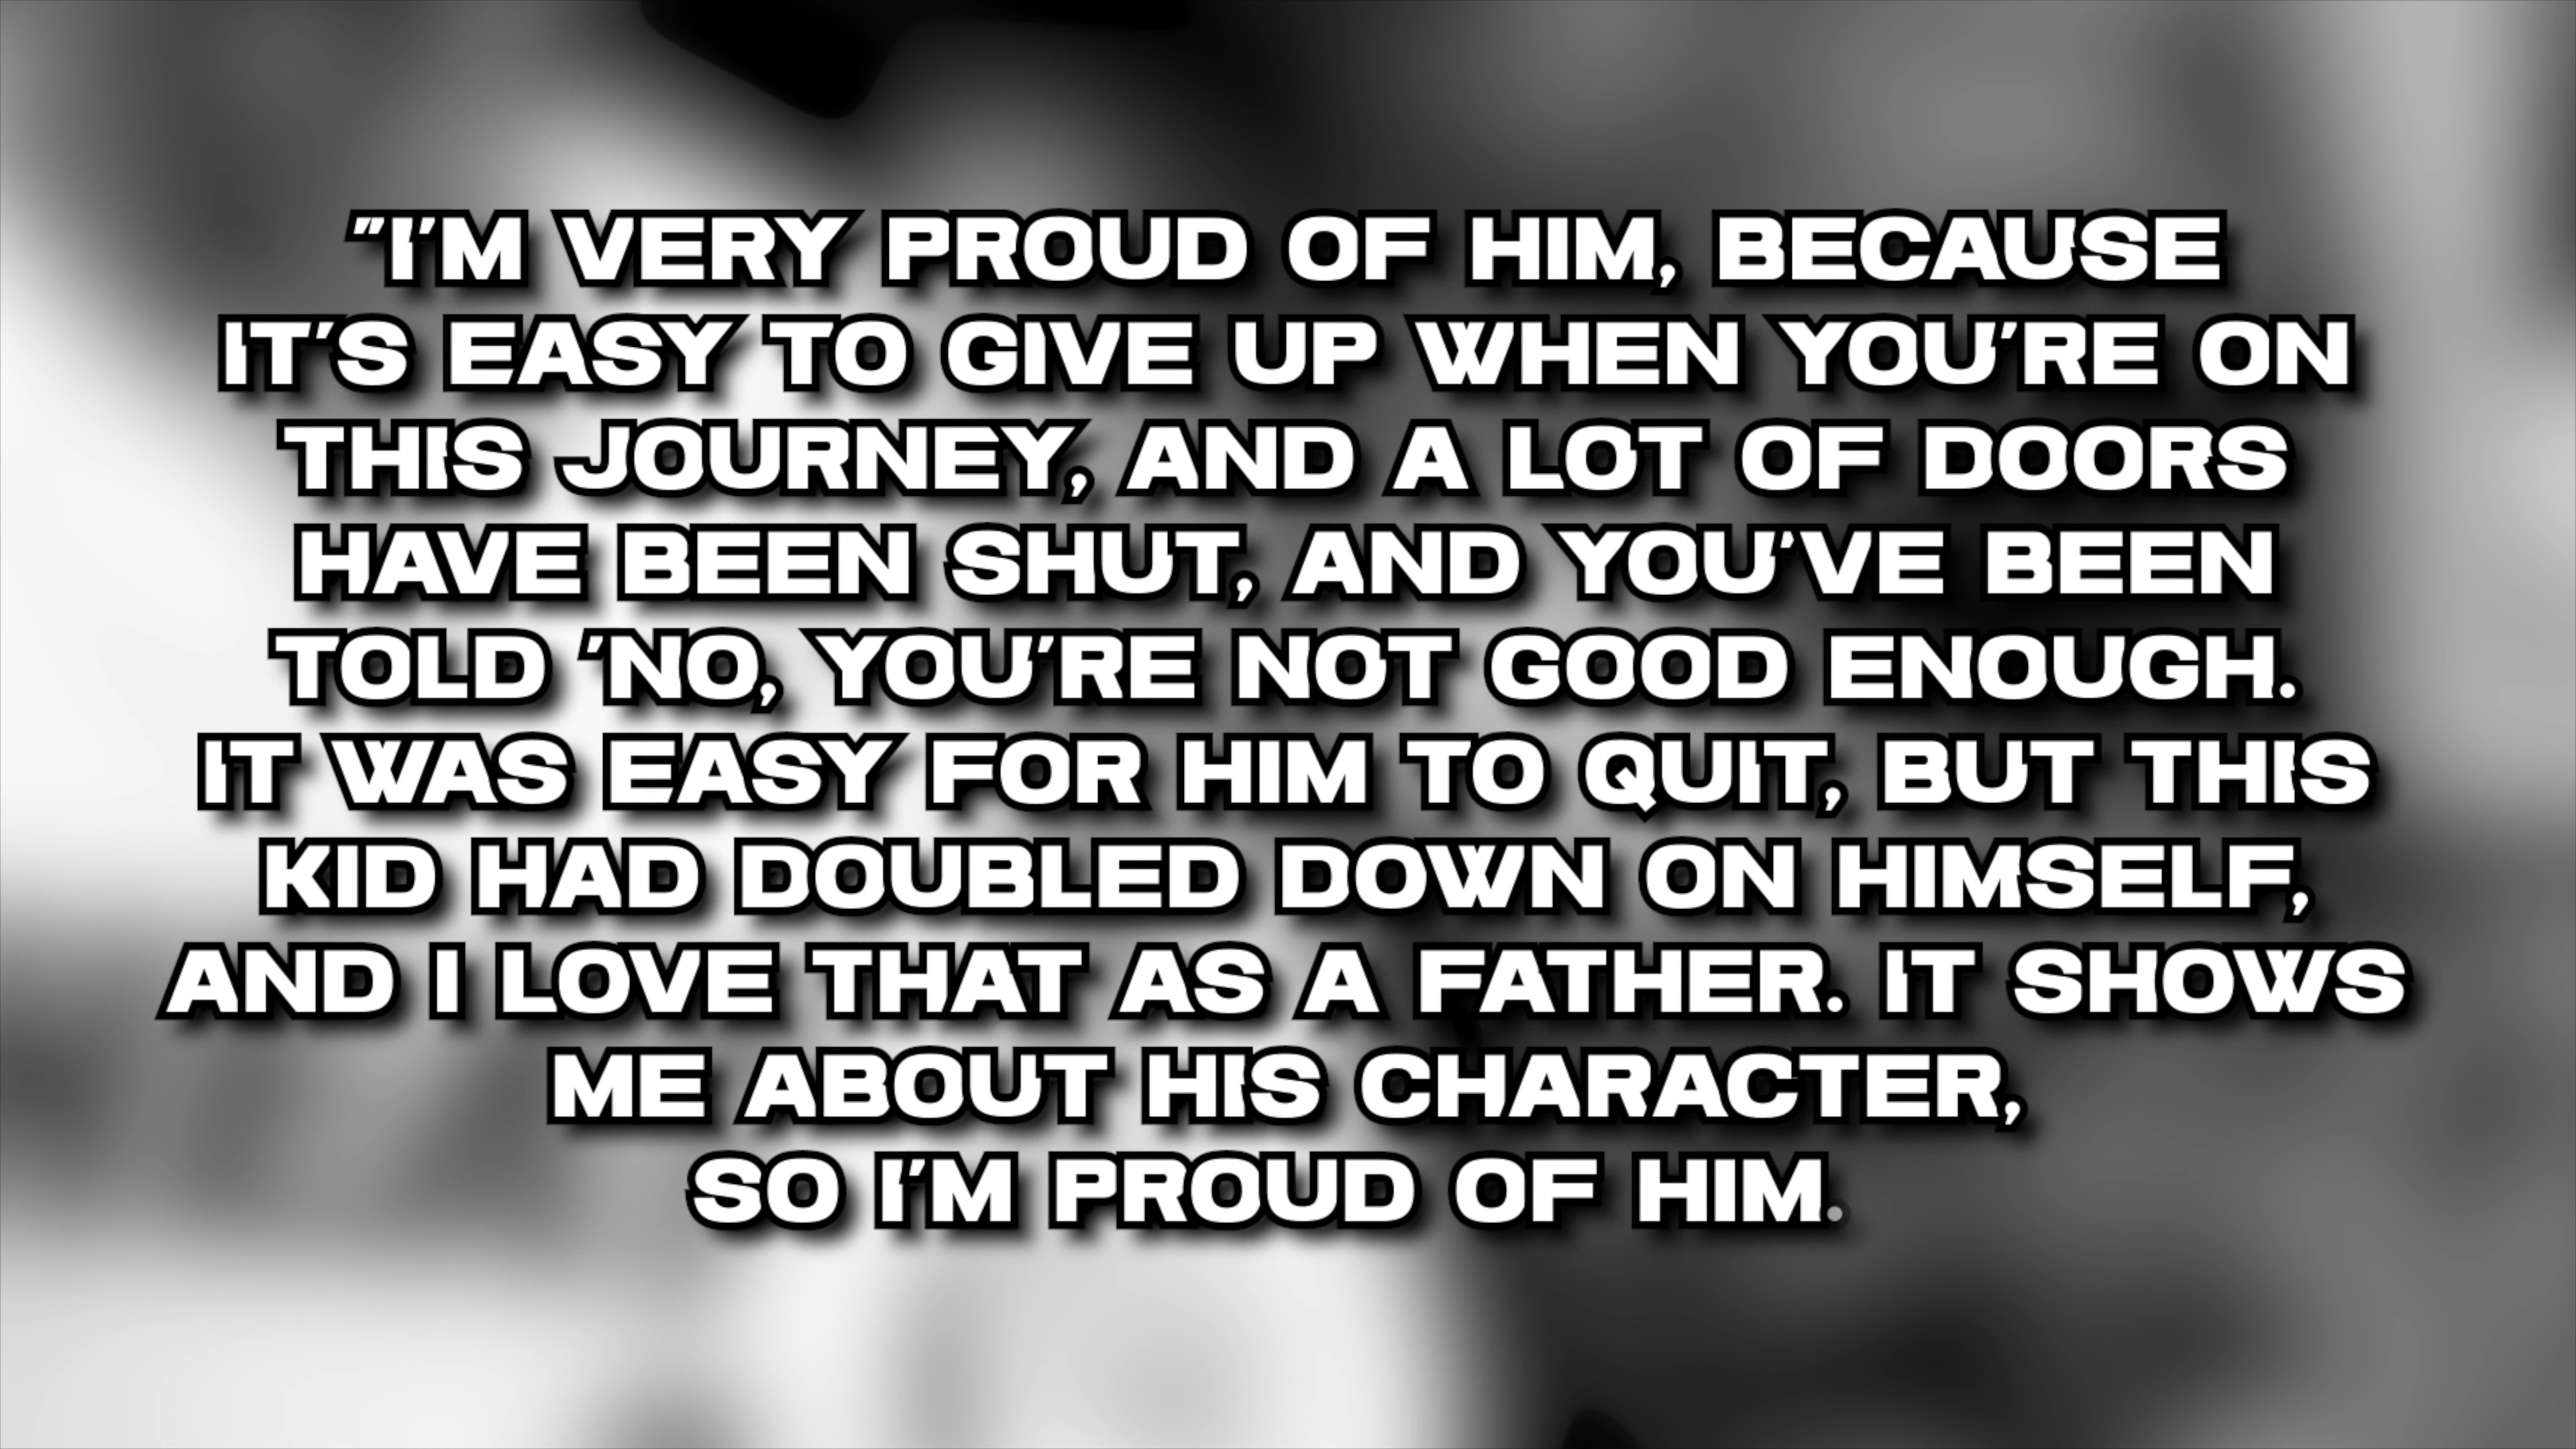 "I'M VERY PROUD OF HIM, BECAUSE
IT'S EASY TO GIVE UP WHEN YOU'RE ON
THIS JOURNEY, AND A LOT OF DOORS
HAVE BEEN SHUT, AND YOU'VE BEEN
TOLD 'NO, YOU'RE NOT GOOD ENOUGH.
IT WAS EASY FOR HIM TO QUIT, BUT THIS
KID HAD DOUBLED DOWN ON HIMSELF,
AND I LOVE THAT AS A FATHER. IT SHOWS
ME ABOUT HIS CHARACTER,
SO I'M PROUD OF HIM.